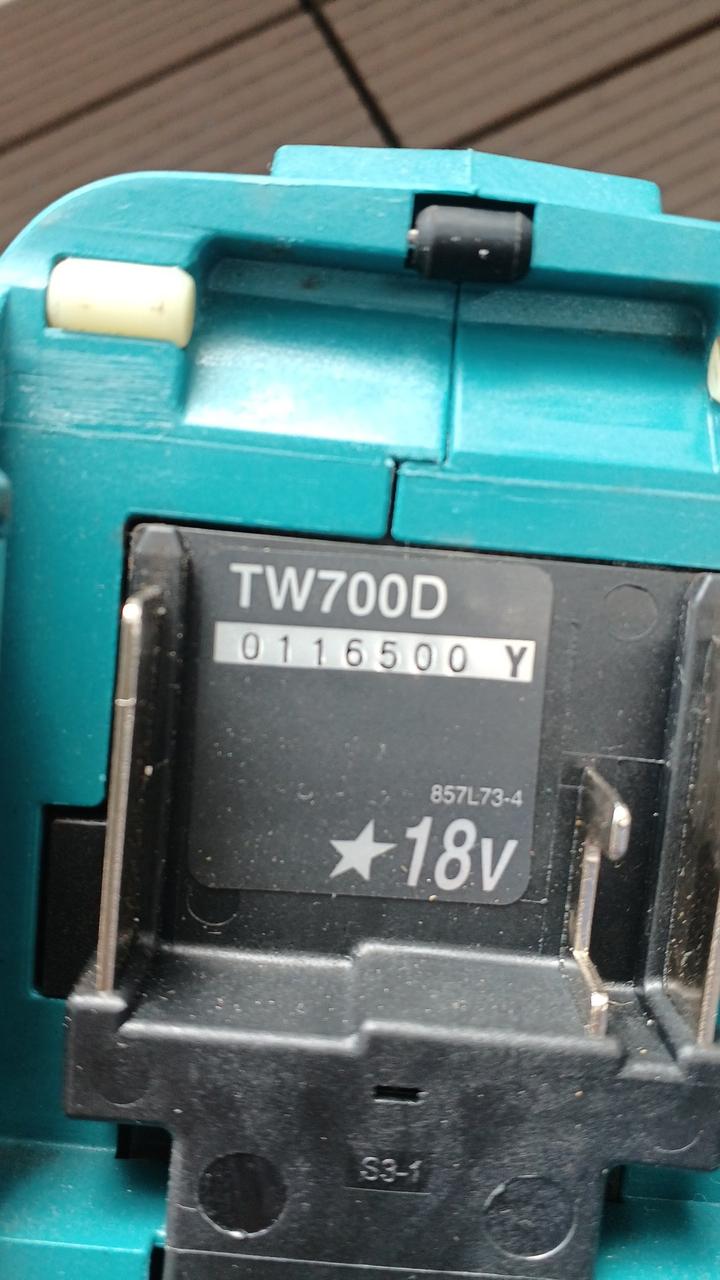 TW700D
0116500 Y
857L73-4
★18V
S3-1